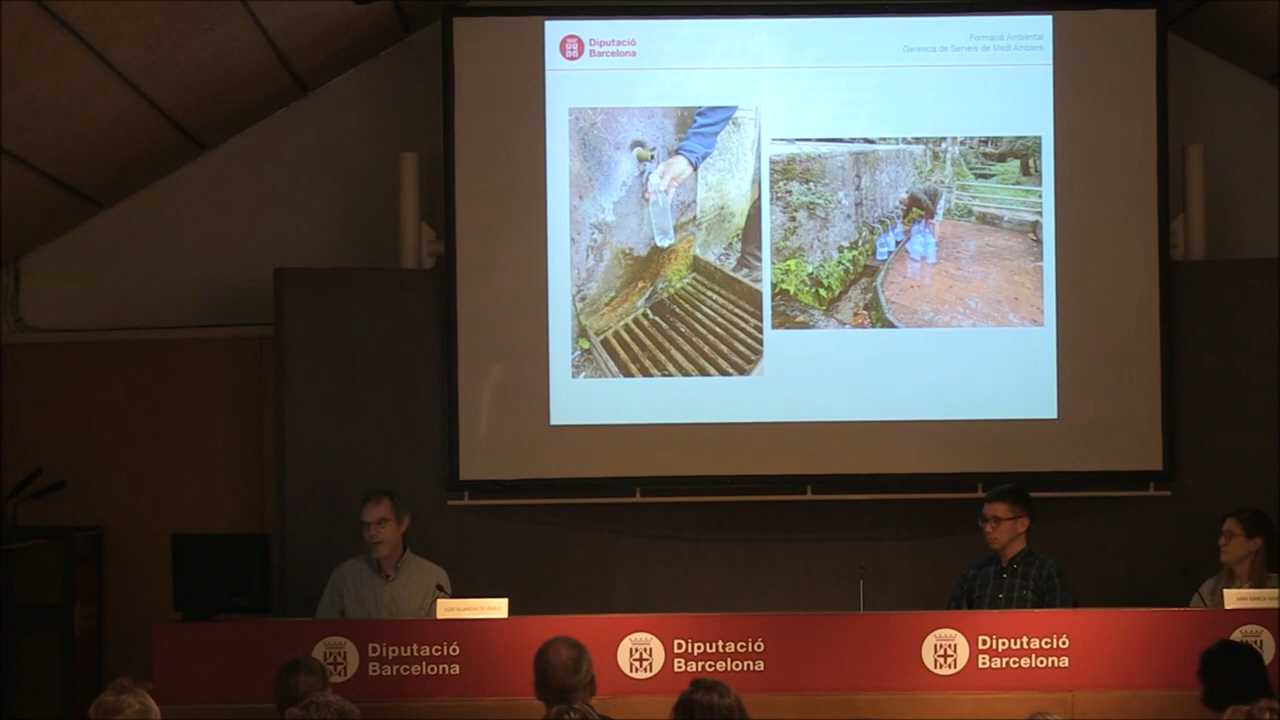 Diputació
Barcelona
Formació Ambiental
Gerència de Serveis de Medi Ambient
Diputació
Barcelona
Diputació
Barcelona
Diputació
Barcelona